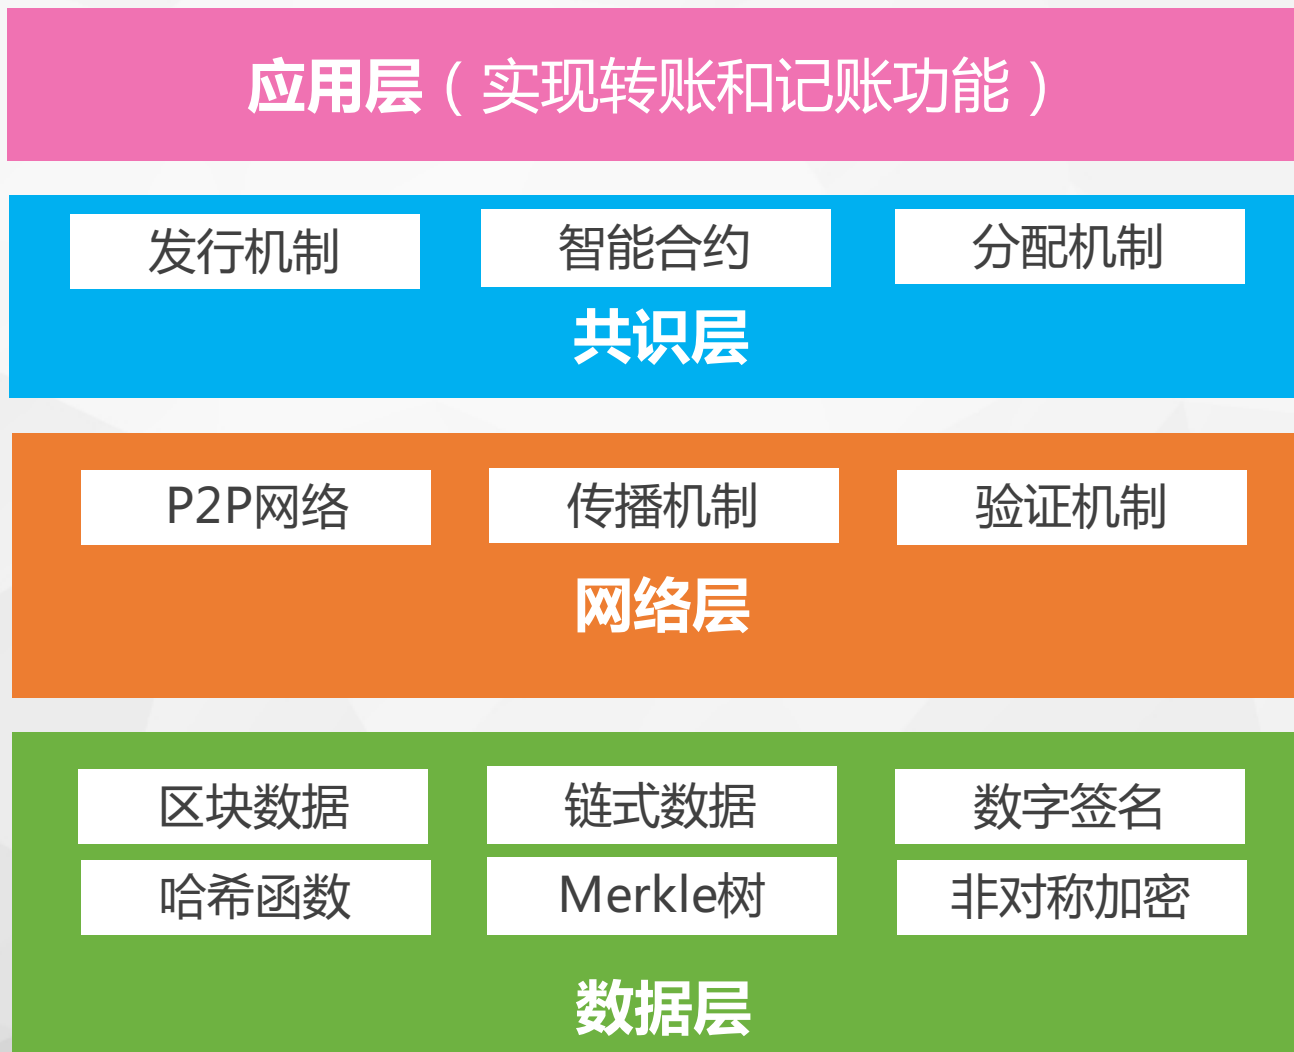 应用层（实现转账和记账功能）
发行机制 智能合约 分配机制
共识层
P2P网络 传播机制 验证机制
网络层
区块数据 链式数据 数字签名
哈希函数 Merkle树 非对称加密
数据层